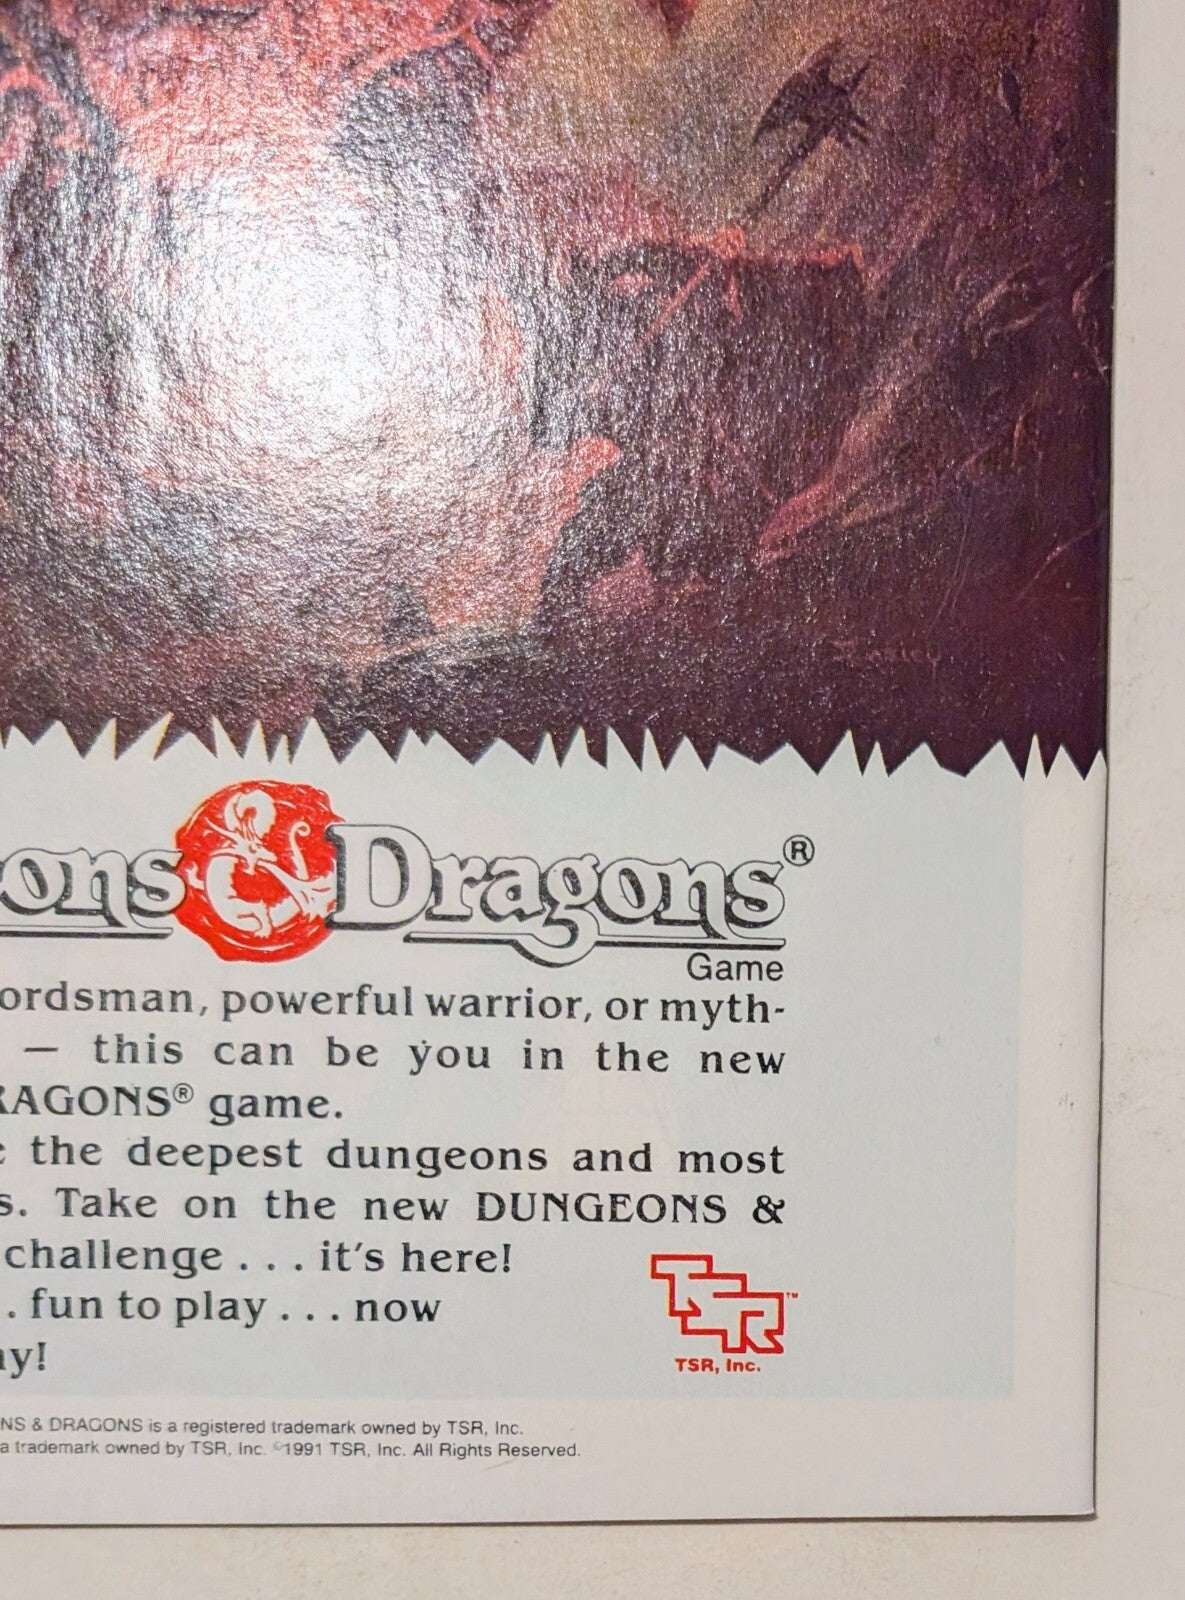 ons & Dragons®
Game
ordsman, powerful warrior, or myth-
— this can be you in the new
RAGONS® game.
e the deepest dungeons and most
s. Take on the new DUNGEONS &
challenge . . . it's here!
. fun to play . . . now
ay!
TSR™
TSR, Inc.
NS & DRAGONS is a registered trademark owned by TSR, Inc.
a trademark owned by TSR, Inc. ©1991 TSR, Inc. All Rights Reserved.